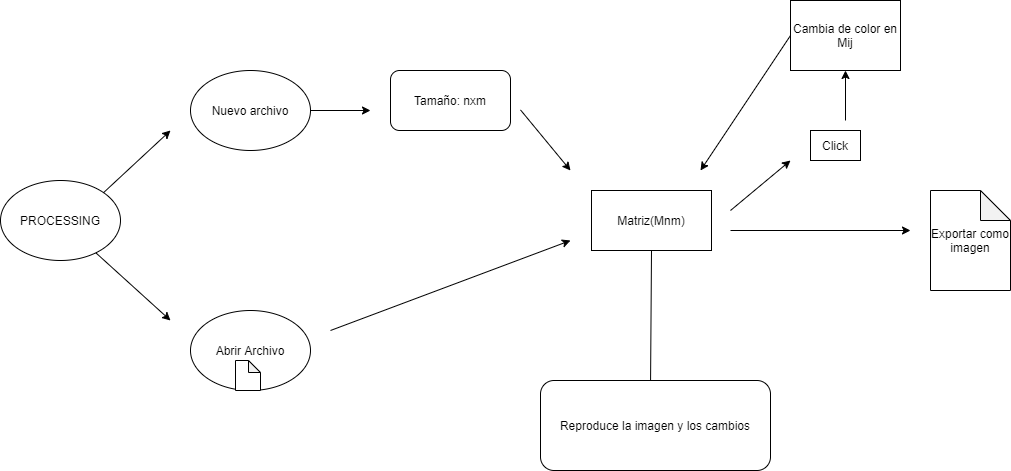 Cambia de color en
Mij
Nuevo archivo
Tamaño: nxm
Click
PROCESSING
Matriz(Mnm)
Exportar como
imagen
Abrir Archivo
Reproduce la imagen y los cambios